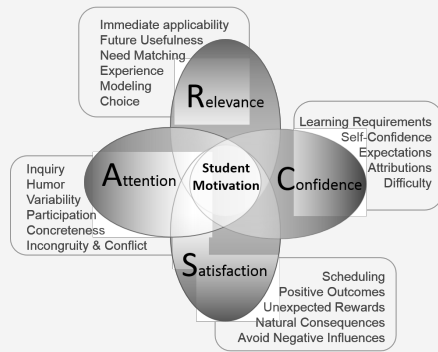 Immediate applicability
Future Usefulness
Need Matching
Experience
Modeling
Choice
Relevance
Learning Requirements
Self-Confidence
Expectations
Attributions
Difficulty
Inquiry
Humor
Variability
Participation
Concreteness
Incongruity & Conflict
Attention
Student
Motivation
Confidence
Satisfaction
Scheduling
Positive Outcomes
Unexpected Rewards
Natural Consequences
Avoid Negative Influences